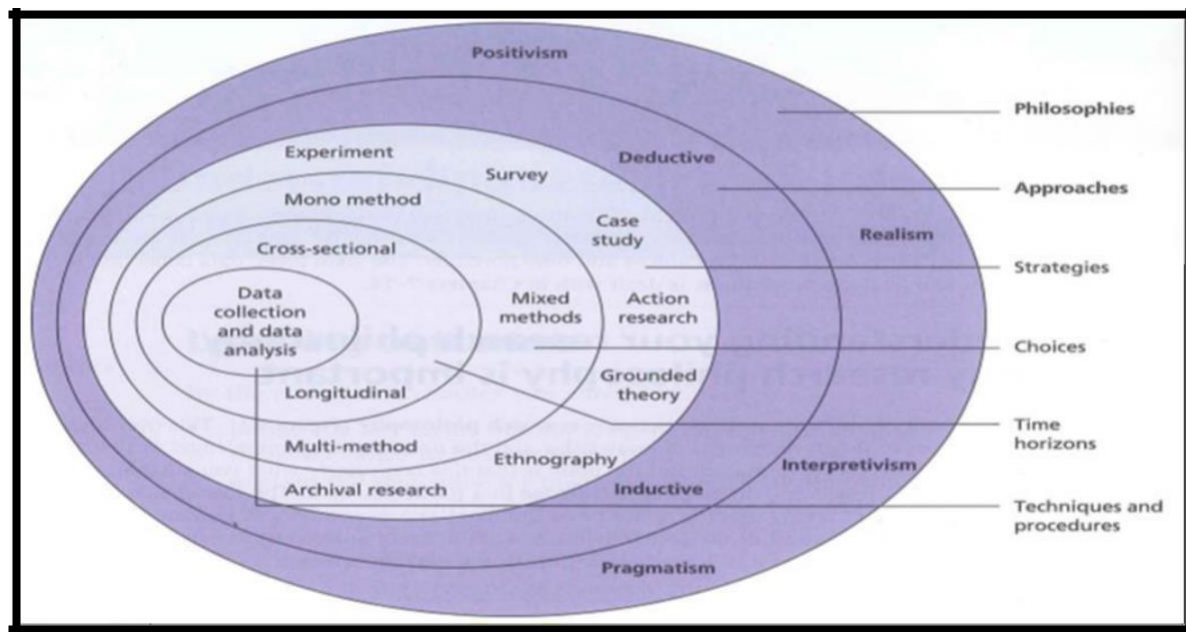 Positivism
Philosophies
Experiment
Deductive
Survey
Approaches
Mono method
Case
study
Realism
Cross-sectional
Strategies
Data
collection
and data
analysis
Mixed
methods
Action
research
Choices
Grounded
theory
Longitudinal
Time
horizons
Multi-method
Ethnography
Interpretivism
Archival research
Inductive
Techniques and
procedures
Pragmatism